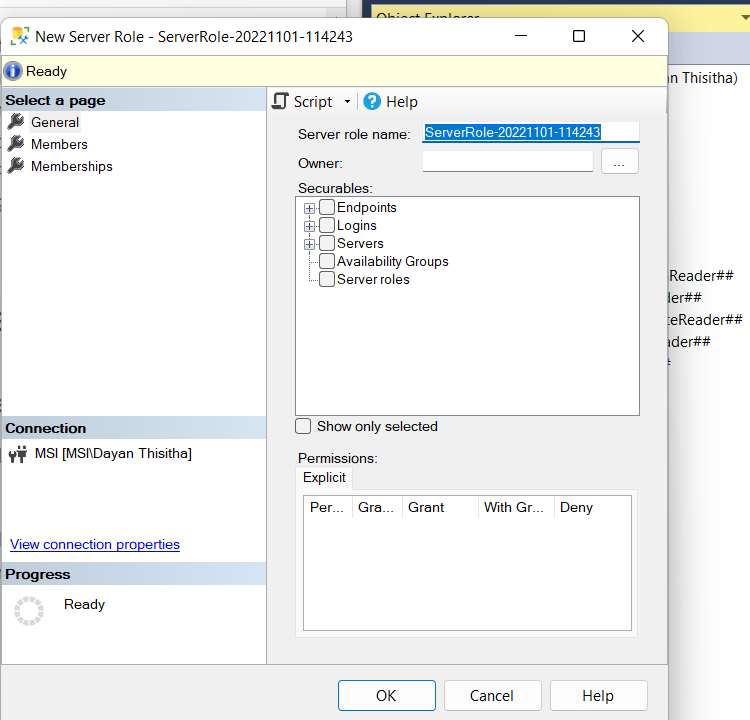 Object Explorer
New Server Role - ServerRole-20221101-114243
Ready
Select a page
General
Members
Memberships
Script
Help
Server role name: ServerRole-20221101-114243
Owner:
...
Securables:
Endpoints
Logins
Servers
Availability Groups
Server roles
Show only selected
Permissions:
Explicit
Per... Gra... Grant With Gr... Deny
Connection
MSI [MSI\Dayan Thisitha]
View connection properties
Progress
Ready
OK Cancel Help
n Thisitha)
Reader##
der##
teReader##
ader##